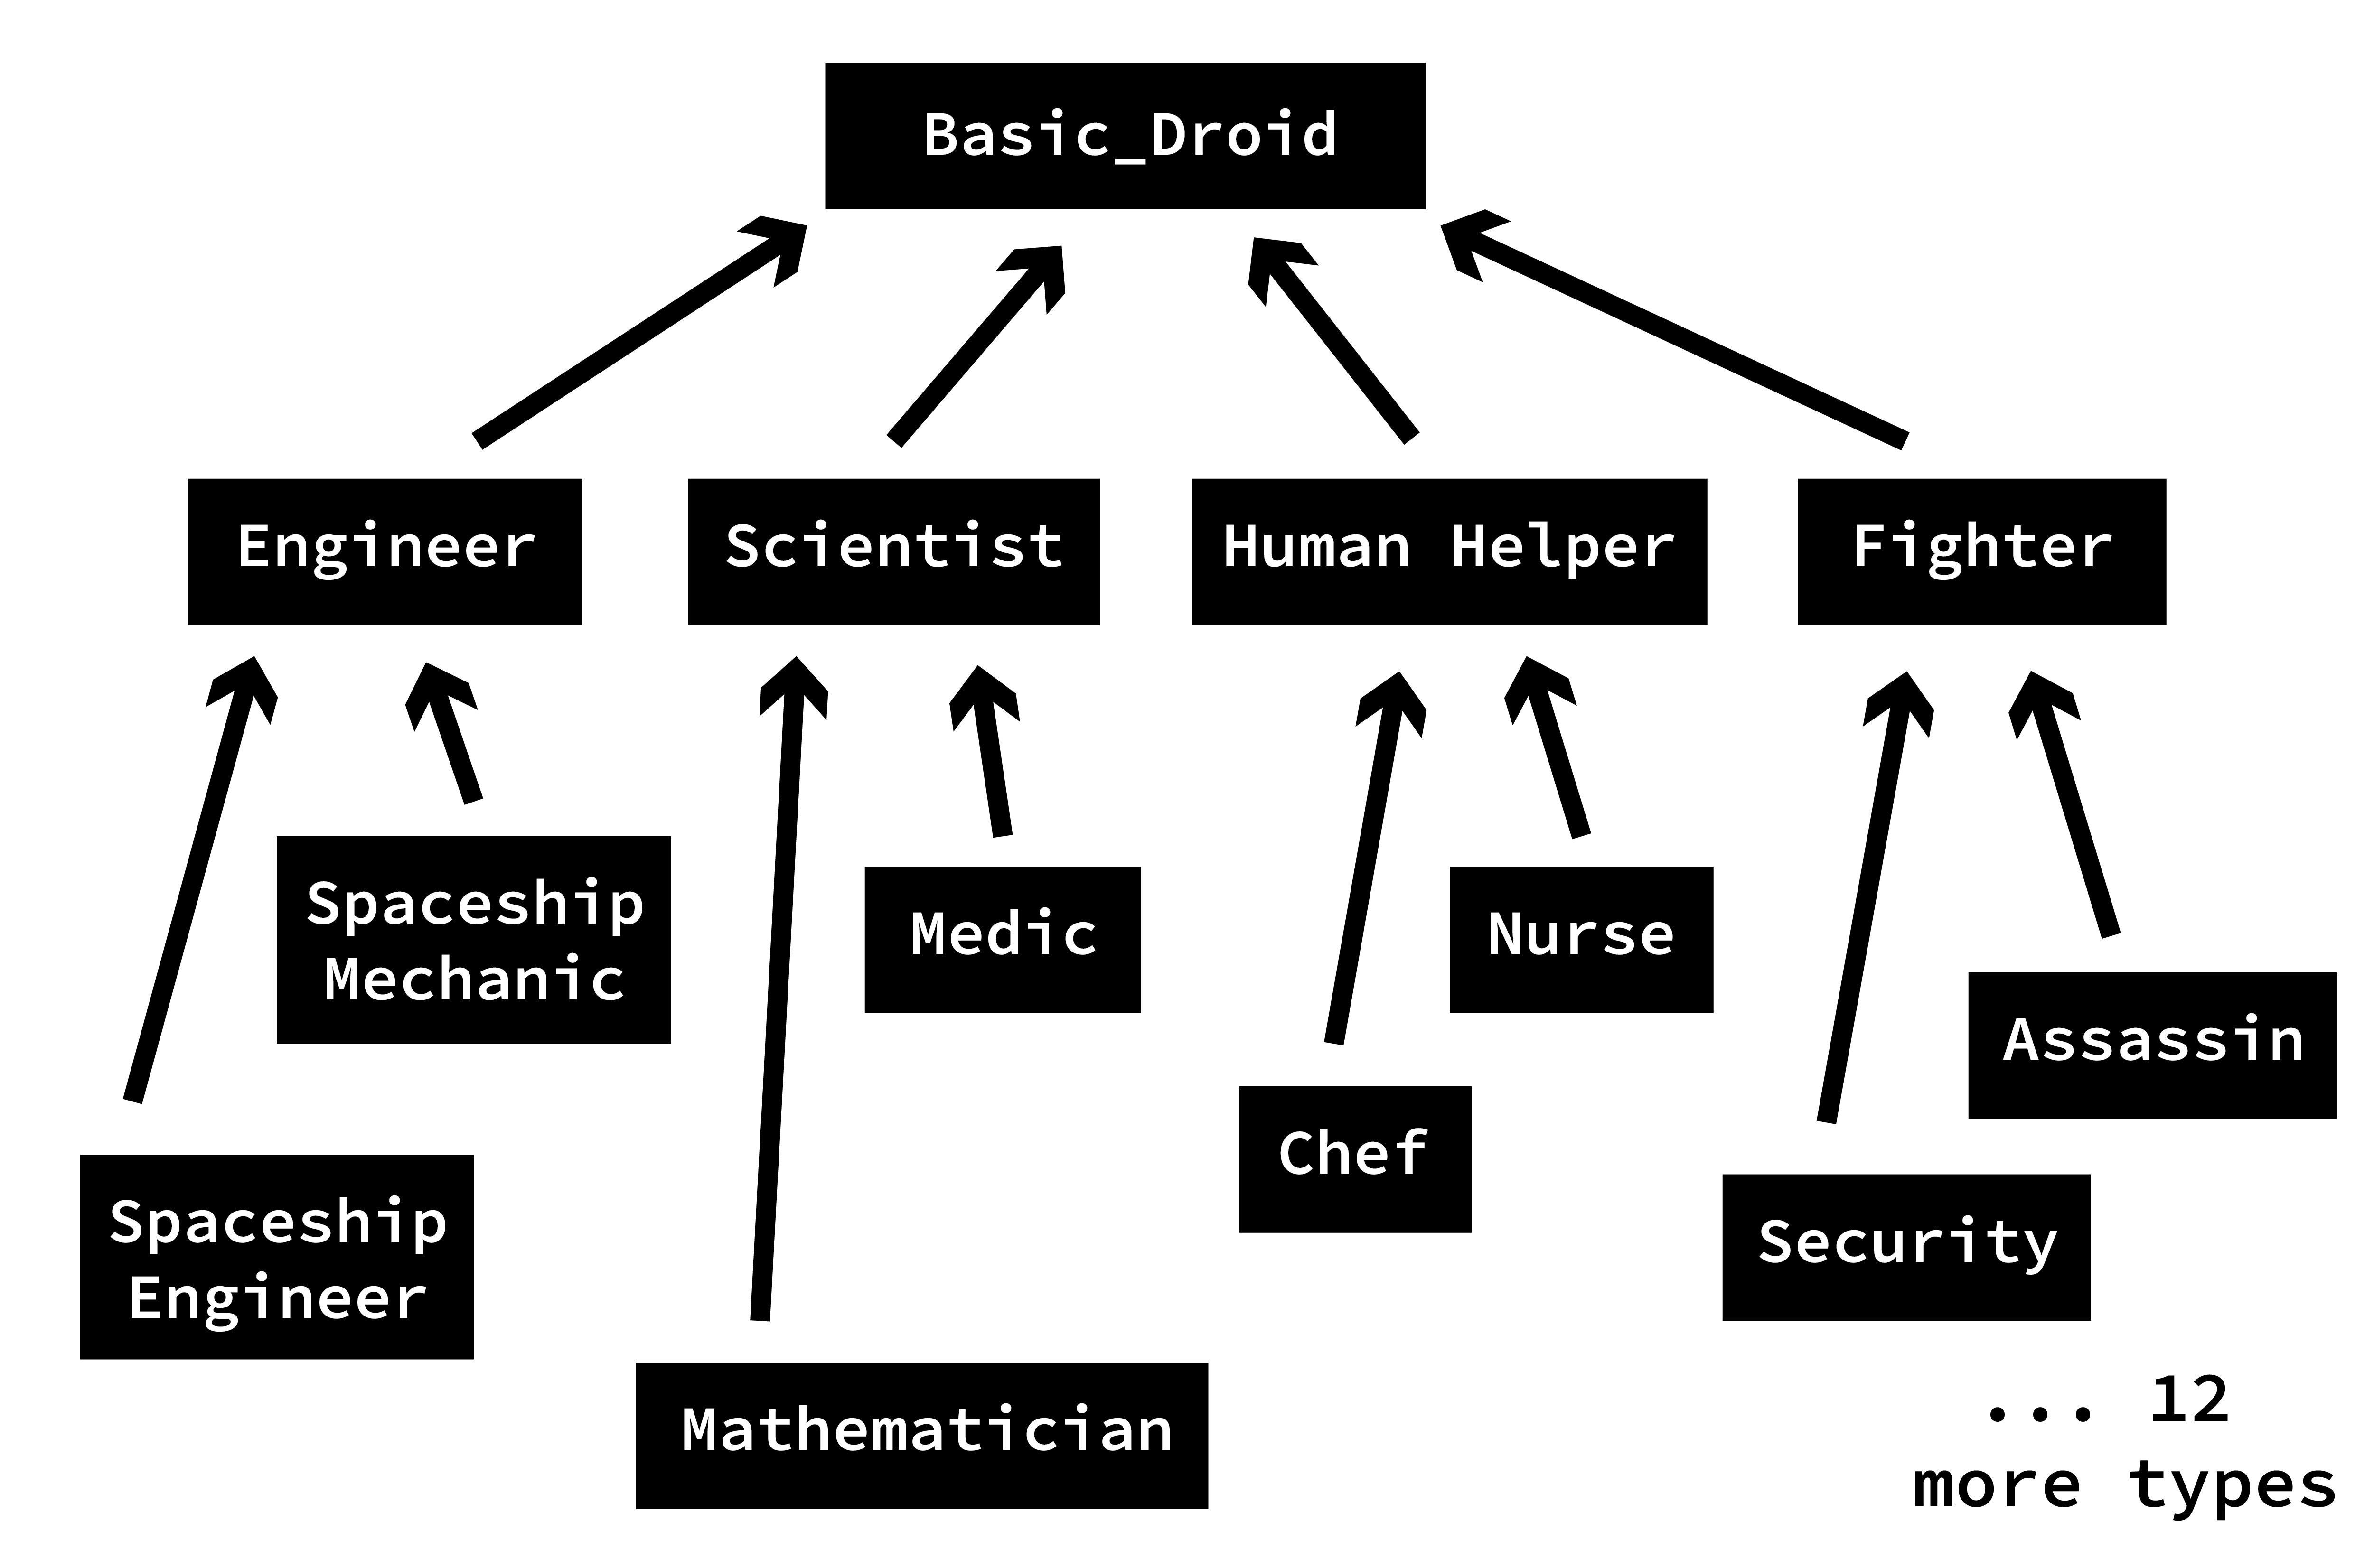 Basic_Droid
Engineer
Scientist
Human Helper
Fighter
Spaceship
Mechanic
Medic
Nurse
Assassin
Chef
Spaceship
Engineer
Security
Mathematician
... 12
more types